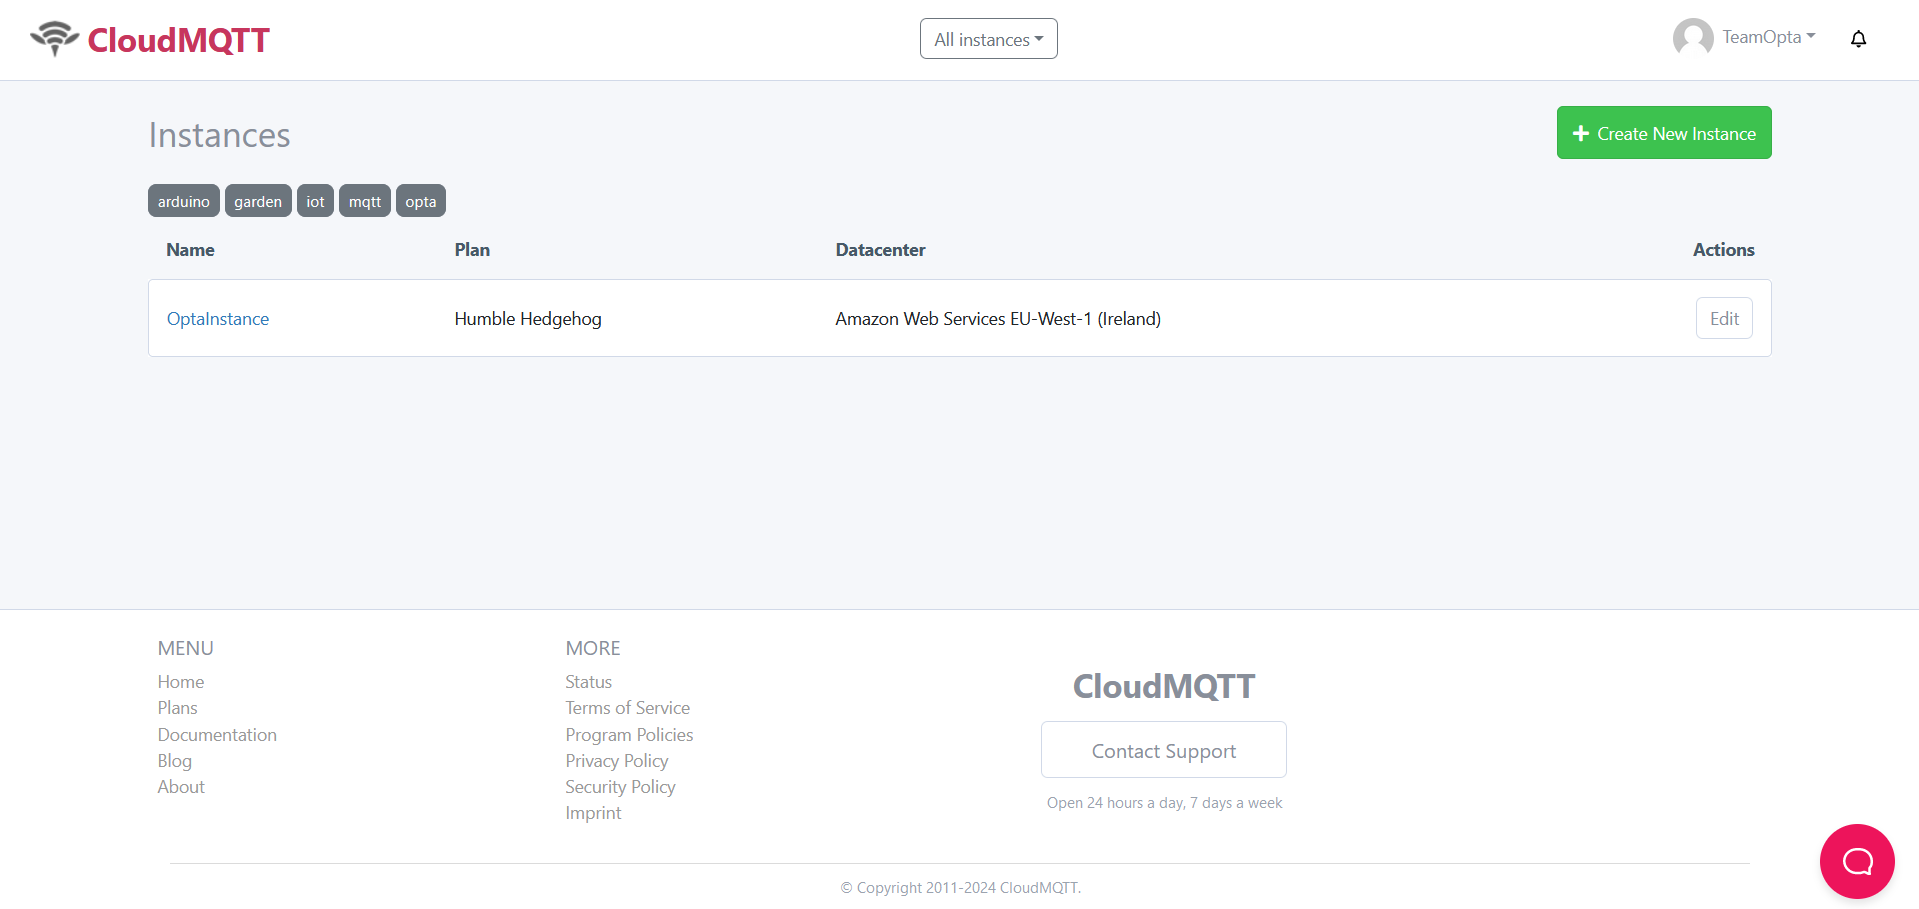 CloudMQTT
All instances
TeamOpta
Instances
Create New Instance
arduino garden iot mqtt opta
Name Plan Datacenter Actions
OptaInstance Humble Hedgehog Amazon Web Services EU-West-1 (Ireland) Edit
MENU
Home
Plans
Documentation
Blog
About
MORE
Status
Terms of Service
Program Policies
Privacy Policy
Security Policy
Imprint
CloudMQTT
Contact Support
Open 24 hours a day, 7 days a week
© Copyright 2011-2024 CloudMQTT.